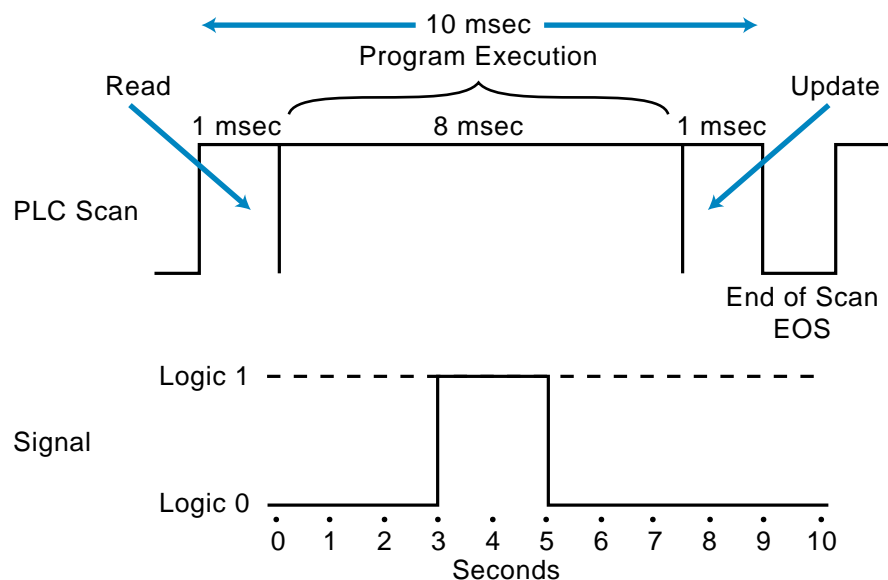 10 msec
Program Execution
Read
Update
1 msec
8 msec
1 msec
PLC Scan
End of Scan
EOS
Logic 1
Signal
Logic 0
0 1 2 3 4 5 6 7 8 9 10
Seconds